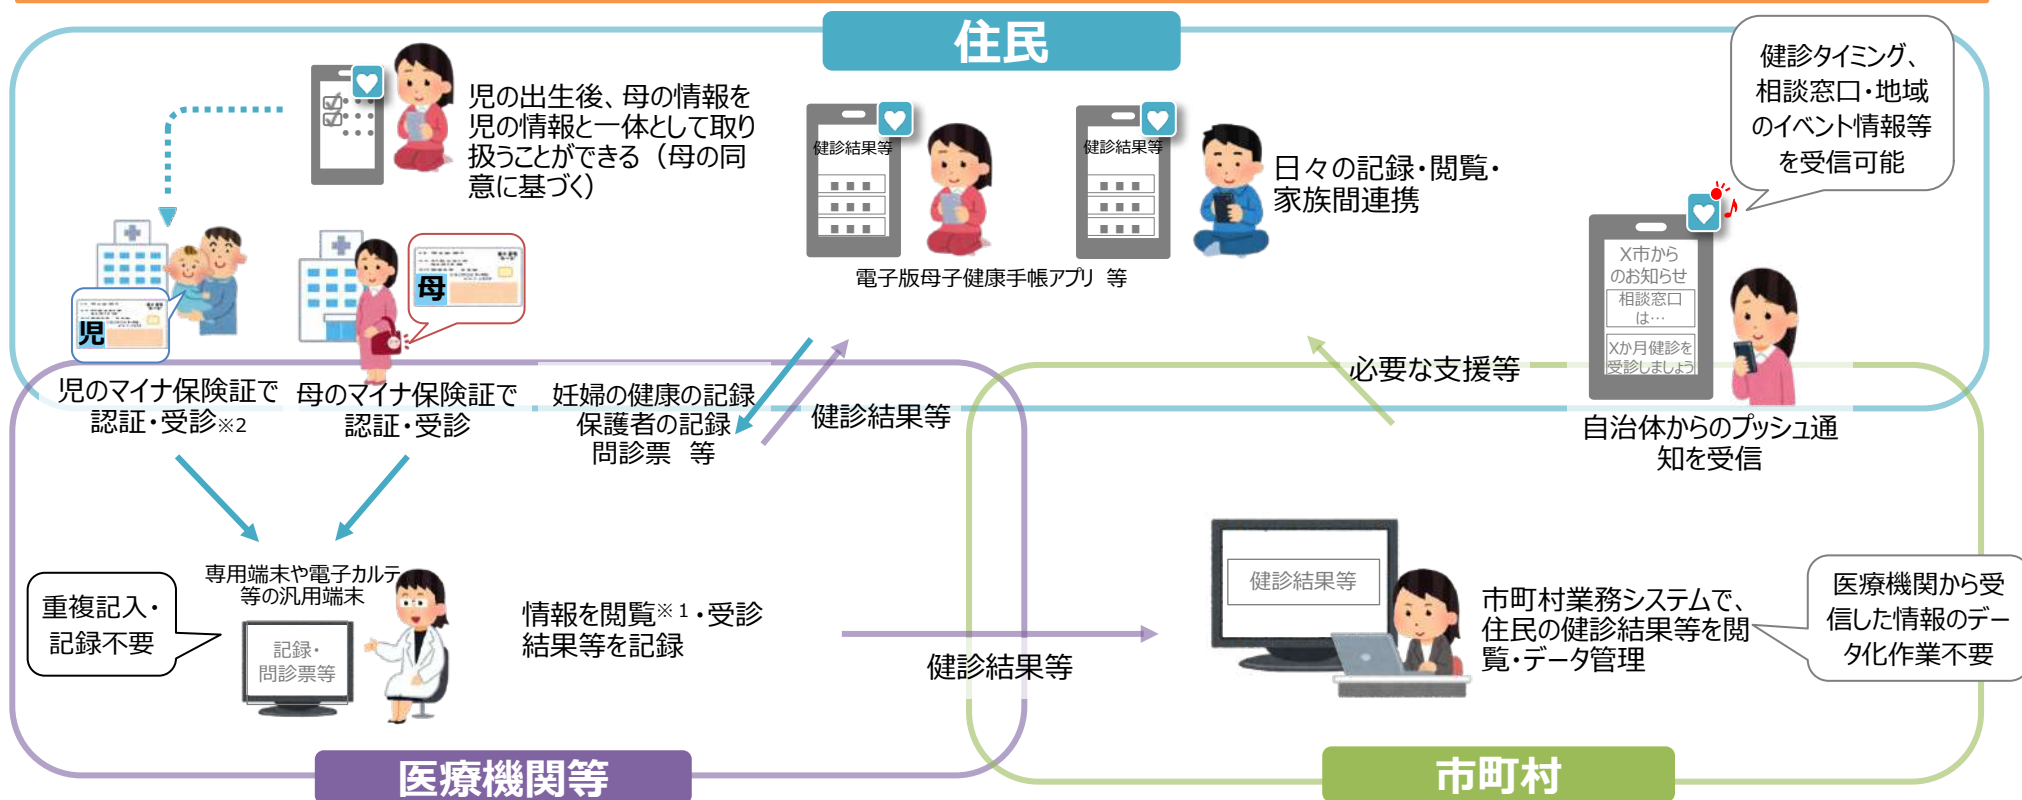 住民
児の出生後、母の情報を
児の情報と一体として取り
扱うことができる（母の同
意に基づく）
健診結果等
健診結果等
日々の記録・閲覧・
家族間連携
電子版母子健康手帳アプリ 等
健診タイミング、
相談窓口・地域
のイベント情報等
を受信可能
X市から
のお知らせ
相談窓口
は…
Xか月健診を
受診しましょう
自治体からのプッシュ通
知を受信
児
母
児のマイナ保険証で
認証・受診※2
母のマイナ保険証で
認証・受診
妊婦の健康の記録
保護者の記録
問診票 等
健診結果等
必要な支援等
重複記入・
記録不要
専用端末や電子カルテ
等の汎用端末
記録・
問診票等
情報を閲覧※1・受診
結果等を記録
健診結果等
健診結果等
市町村業務システムで、
住民の健診結果等を閲
覧・データ管理
医療機関から受
信した情報のデー
タ化作業不要
医療機関等
市町村